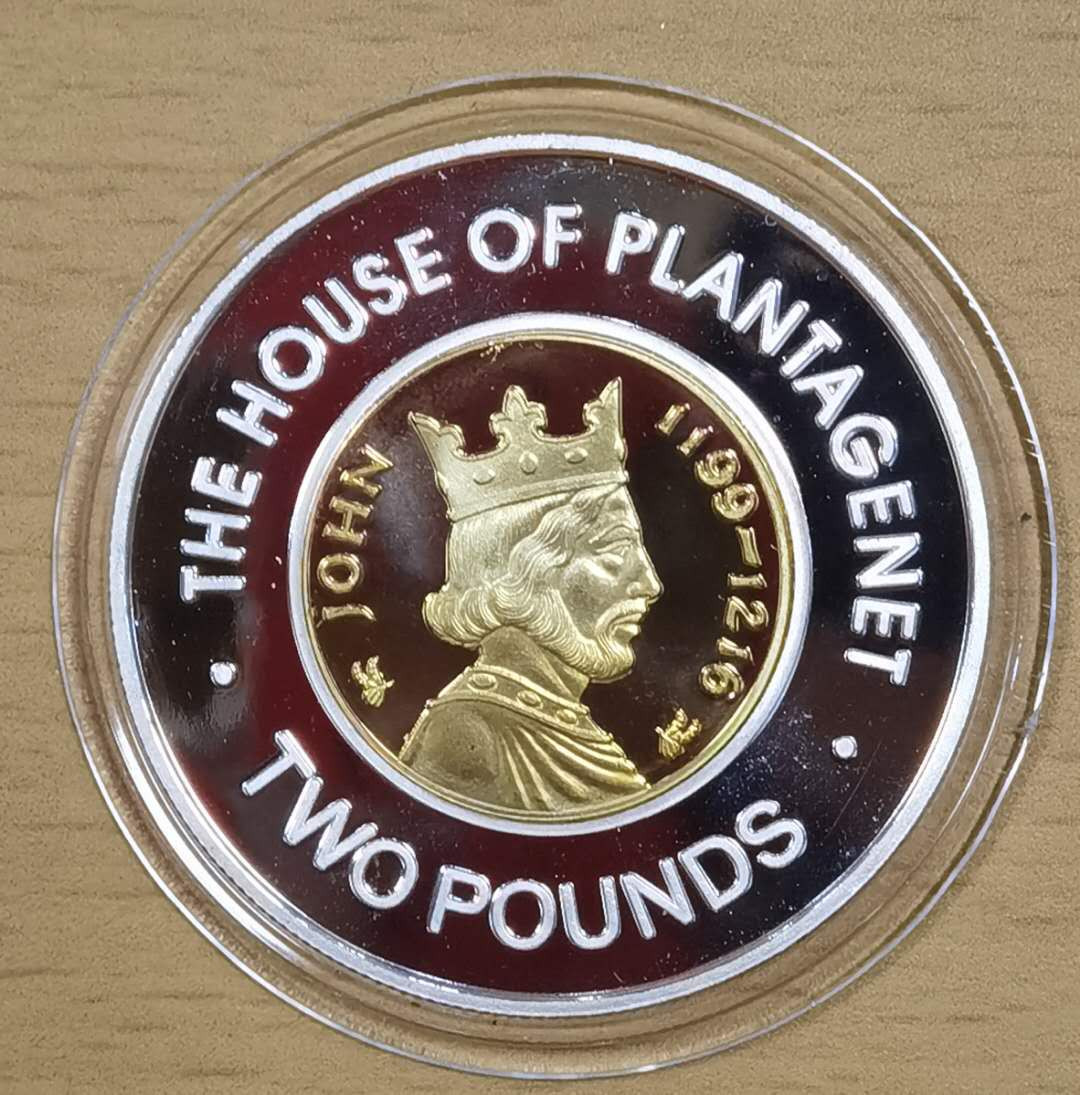 · THE HOUSE OF PLANTAGENET ·
TWO POUNDS
JOHN
1199-1216